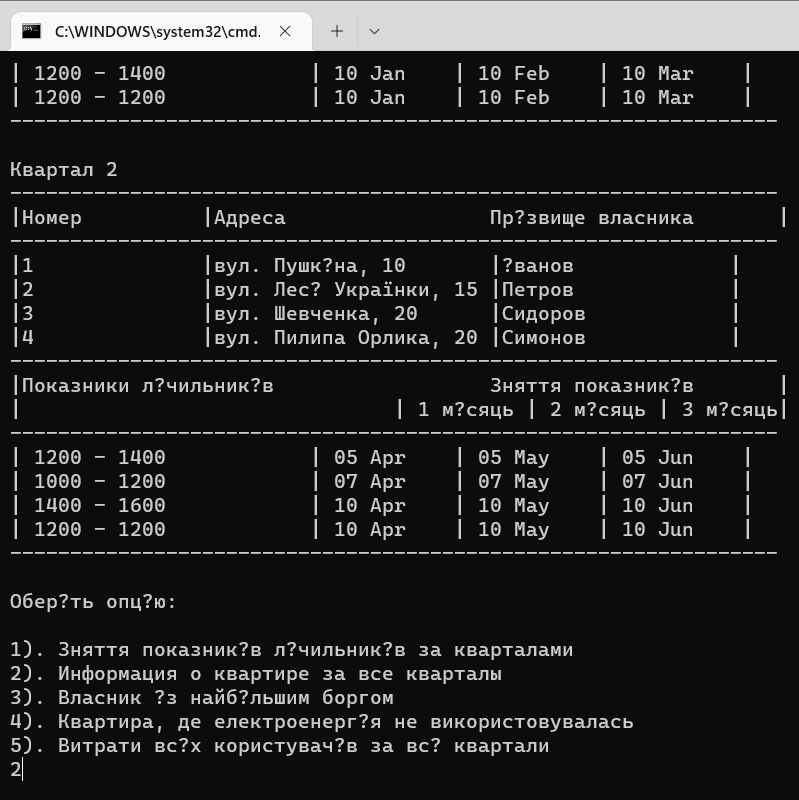 C:\WINDOWS\system32\cmd.
| 1200 - 1400 | 10 Jan | 10 Feb | 10 Mar |
| 1200 - 1200 | 10 Jan | 10 Feb | 10 Mar |
----------------------------------------------------------------
Квартал 2
----------------------------------------------------------------
|Номер |Адреса Пр?звище власника |
----------------------------------------------------------------
|1 |вул. Пушк?на, 10 |?ванов |
|2 |вул. Лес? Українки, 15 |Петров |
|3 |вул. Шевченка, 20 |Сидоров |
|4 |вул. Пилипа Орлика, 20 |Симонов |
----------------------------------------------------------------
|Показники л?чильник?в Зняття показник?в |
| | 1 м?сяць | 2 м?сяць | 3 м?сяць|
----------------------------------------------------------------
| 1200 - 1400 | 05 Apr | 05 May | 05 Jun |
| 1000 - 1200 | 07 Apr | 07 May | 07 Jun |
| 1400 - 1600 | 10 Apr | 10 May | 10 Jun |
| 1200 - 1200 | 10 Apr | 10 May | 10 Jun |
----------------------------------------------------------------
Обер?ть опц?ю:
1). Зняття показник?в л?чильник?в за кварталами
2). Информация о квартире за все кварталы
3). Власник ?з найб?льшим боргом
4). Квартира, де електроенерг?я не використовувалась
5). Витрати вс?х користувач?в за вс? квартали
2